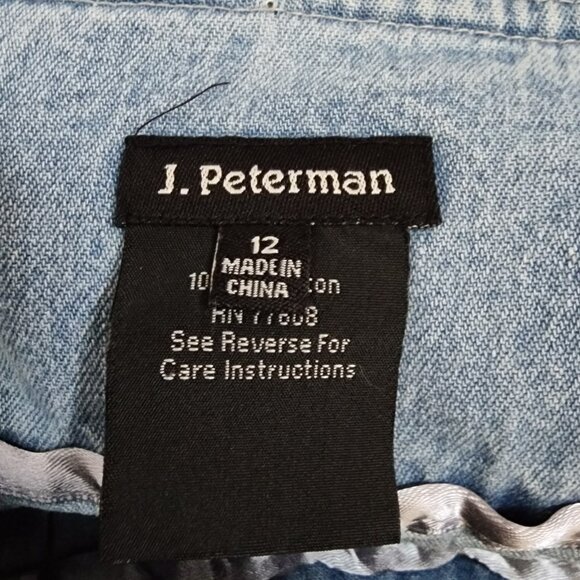 J. Peterman
12
MADE IN
CHINA
See Reverse For
Care Instructions